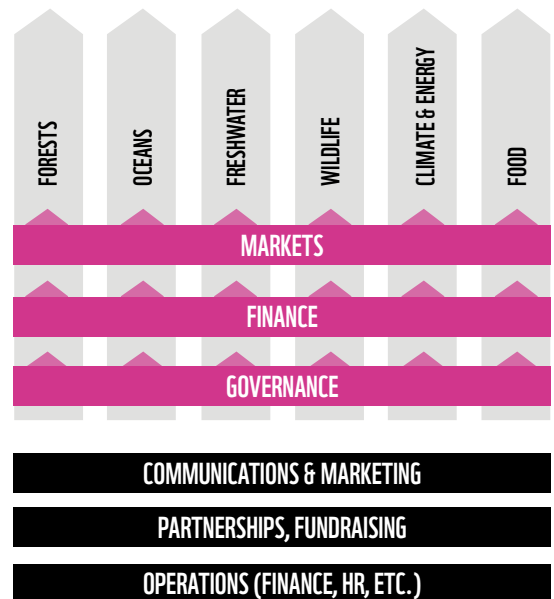 FORESTS
OCEANS
FRESHWATER
WILDLIFE
CLIMATE & ENERGY
FOOD
MARKETS
FINANCE
GOVERNANCE
COMMUNICATIONS & MARKETING
PARTNERSHIPS, FUNDRAISING
OPERATIONS (FINANCE, HR, ETC.)